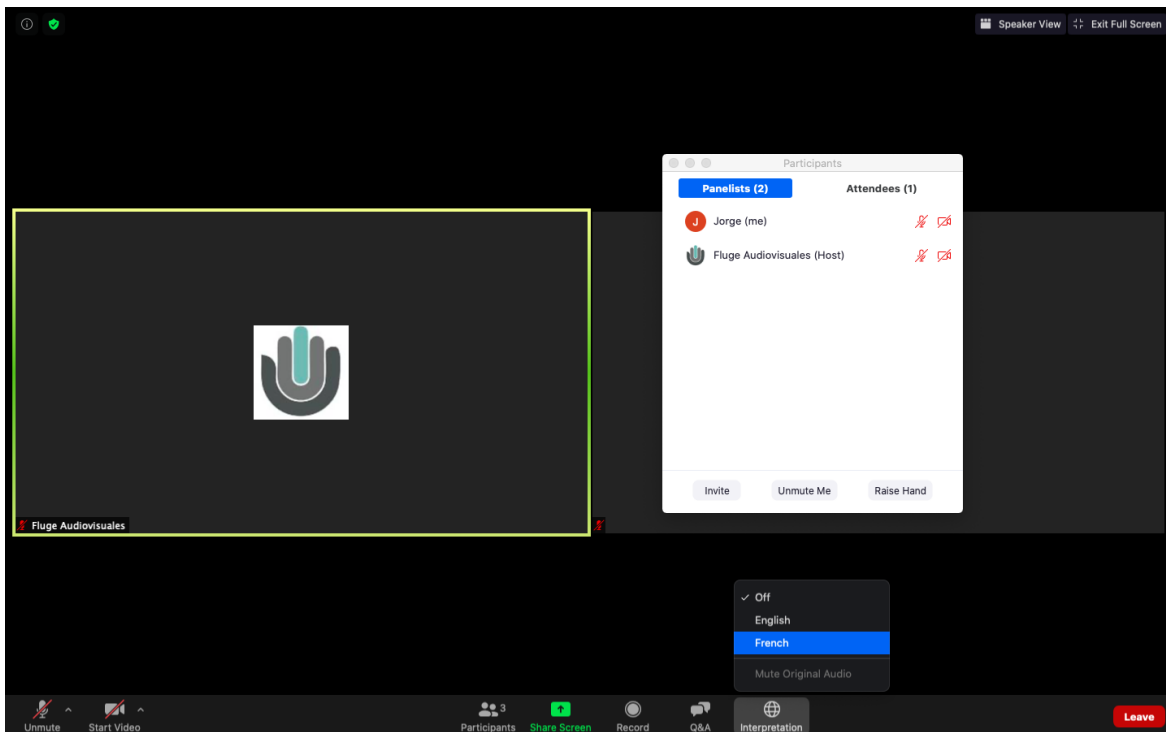 Speaker View
Exit Full Screen
Participants
Panelists (2)
Attendees (1)
J
Jorge (me)
Fluge Audiovisuales (Host)
Invite
Unmute Me
Raise Hand
Fluge Audiovisuales
Off
English
French
Mute Original Audio
Unmute
Start Video
Participants
3
Share Screen
Record
Q&A
Interpretation
Leave